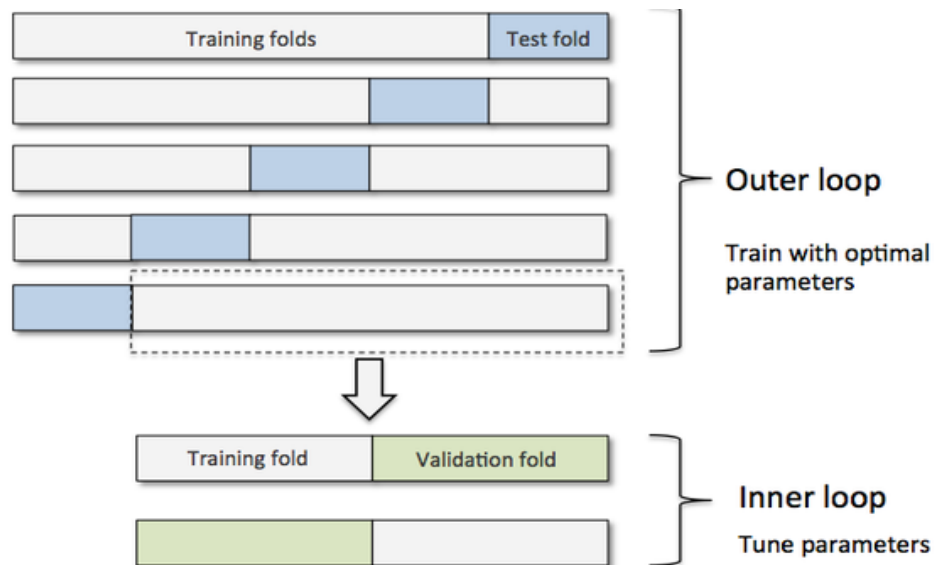 Training folds
Test fold
Outer loop
Train with optimal
parameters
Training fold
Validation fold
Inner loop
Tune parameters